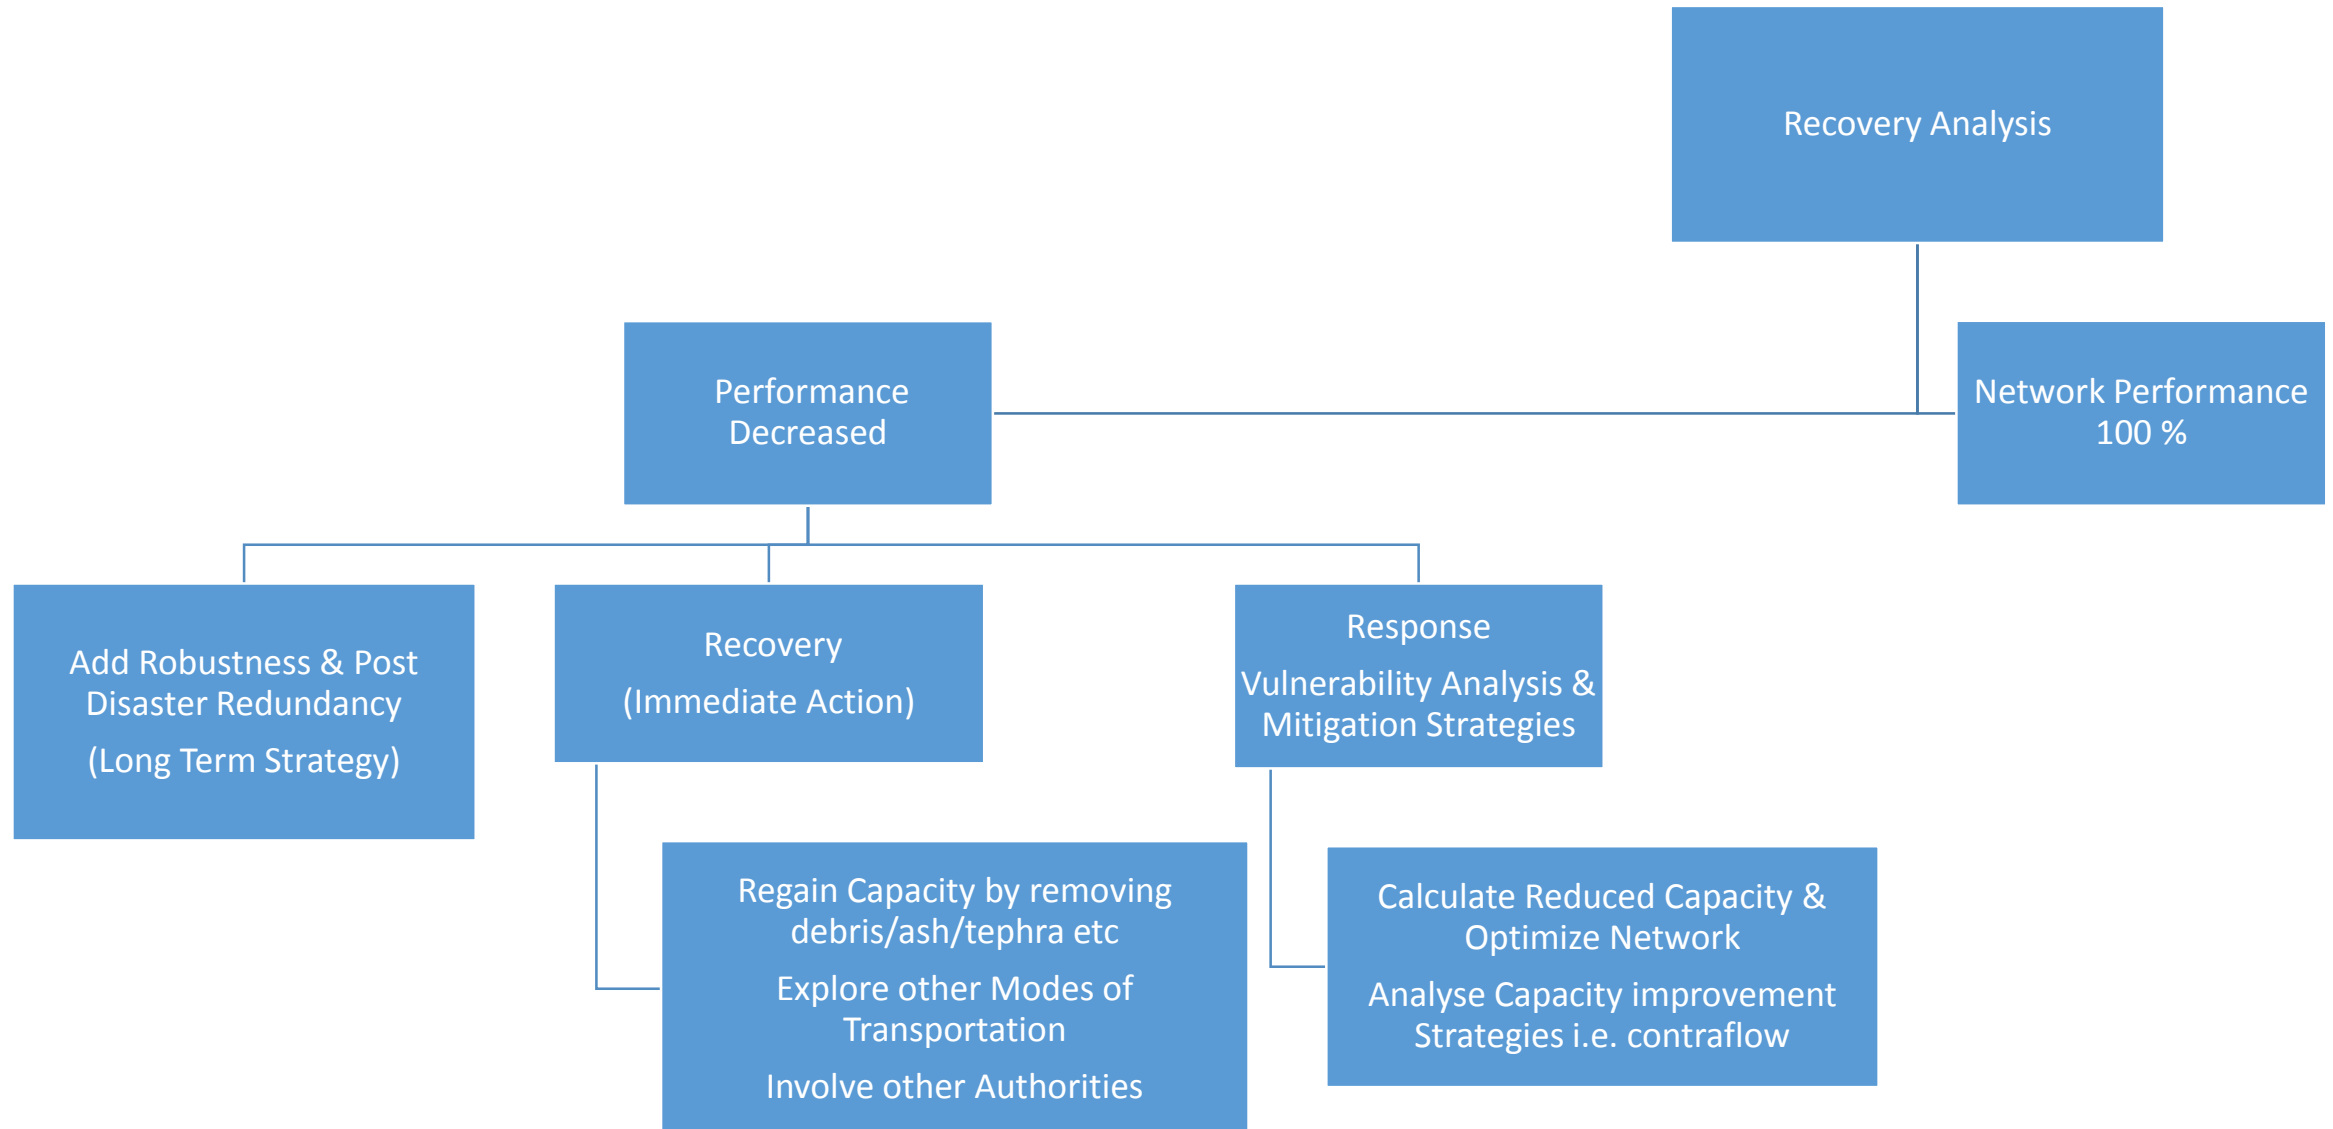 Recovery Analysis
Performance
Decreased
Network Performance
100 %
Add Robustness & Post
Disaster Redundancy
(Long Term Strategy)
Recovery
(Immediate Action)
Response
Vulnerability Analysis &
Mitigation Strategies
Regain Capacity by removing
debris/ash/tephra etc
Explore other Modes of
Transportation
Involve other Authorities
Calculate Reduced Capacity &
Optimize Network
Analyse Capacity improvement
Strategies i.e. contraflow